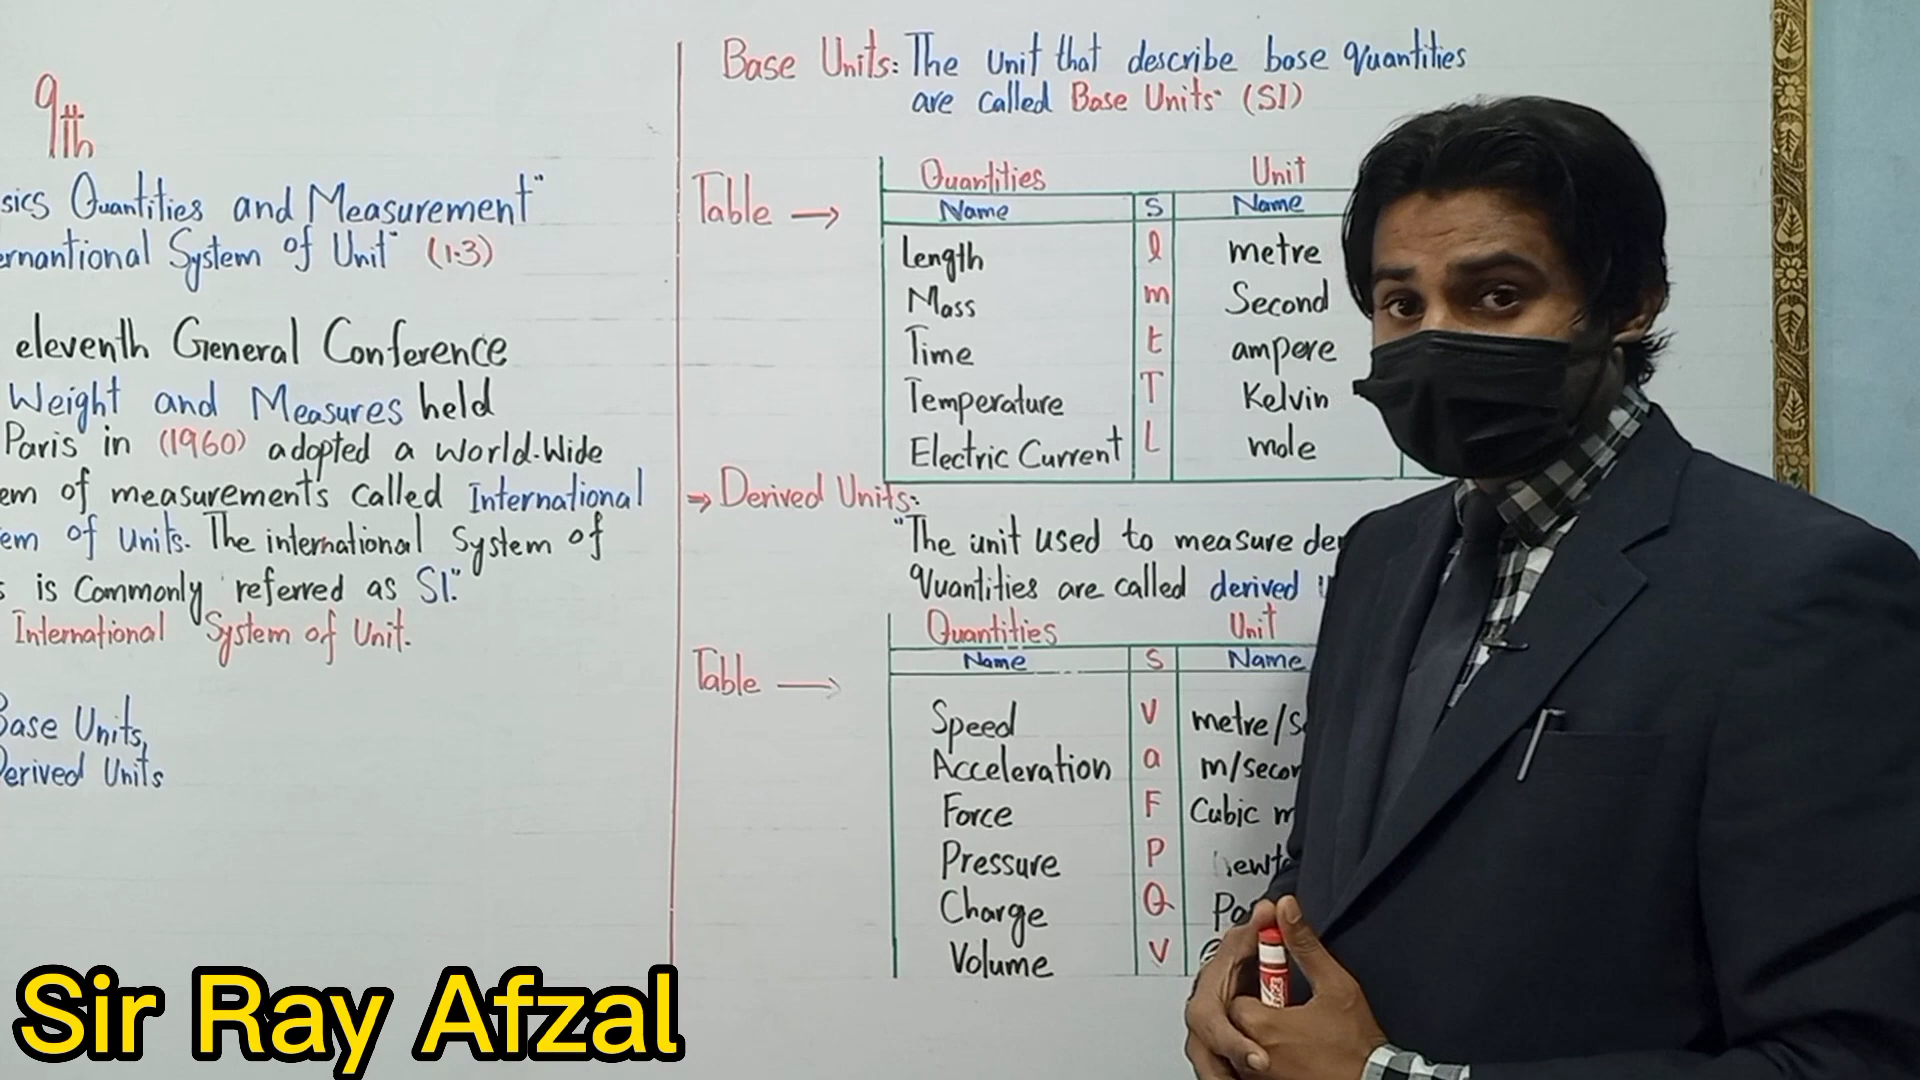 9th
sics Quantities and Measurement"
ernantional System of Unit" (1.3)
eleventh General Conference
Weight and Measures held
Paris in (1960) adopted a World-Wide
em of measurements called International
em of Units. The international System of
s is Commonly referred as SI."
International System of Unit.
Base Units,
Derived Units
Base Units: The unit that describe base quantities
are called Base Units" (SI)
Table →
Quantities Unit
Name S Name
Length l metre
Mass m Second
Time t ampere
Temperature T Kelvin
Electric Current L mole
⇒ Derived Units:
"The unit used to measure der
Quantities are called derived u
Table →
Quantities Unit
Name S Name
Speed V metre/s
Acceleration a m/secon
Force F Cubic m
Pressure P newt
Charge Q Pa
Volume V
Sir Ray Afzal